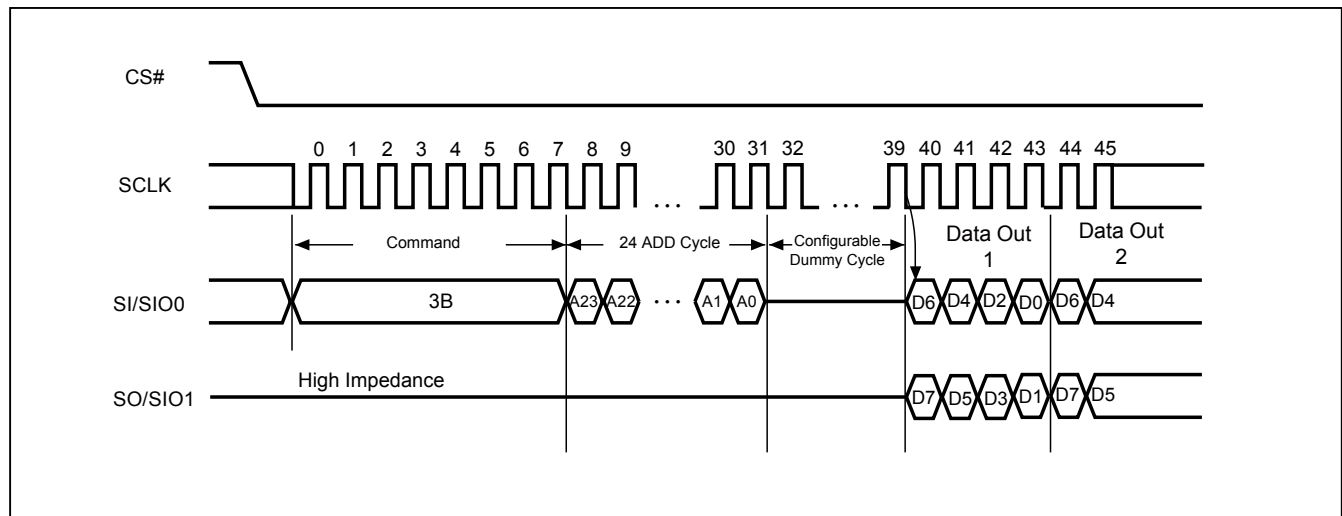 CS#
0 1 2 3 4 5 6 7 8 9 30 31 32 39 40 41 42 43 44 45
SCLK
... ...
Command 24 ADD Cycle Configurable Dummy Cycle Data Out 1 Data Out 2
SI/SIO0 3B A23 A22 ... A1 A0 D6 D4 D2 D0 D6 D4
High Impedance
SO/SIO1 D7 D5 D3 D1 D7 D5